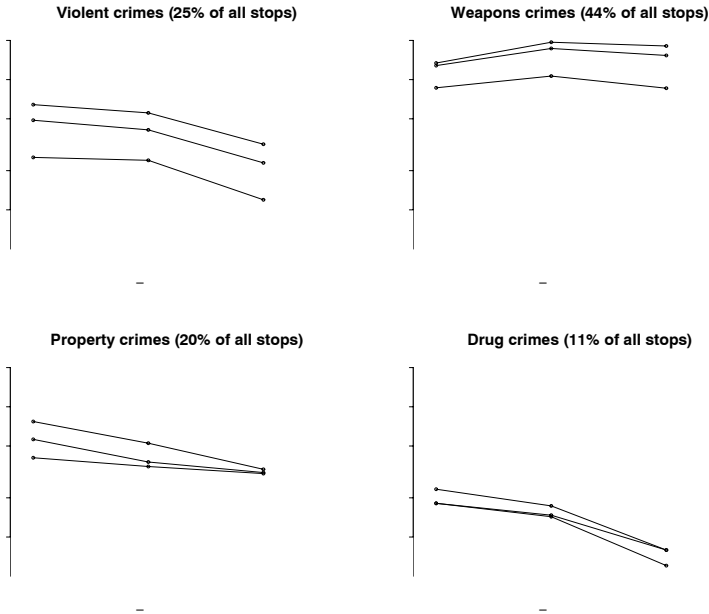 Violent crimes (25% of all stops)
Weapons crimes (44% of all stops)
–
–
Property crimes (20% of all stops)
Drug crimes (11% of all stops)
–
–